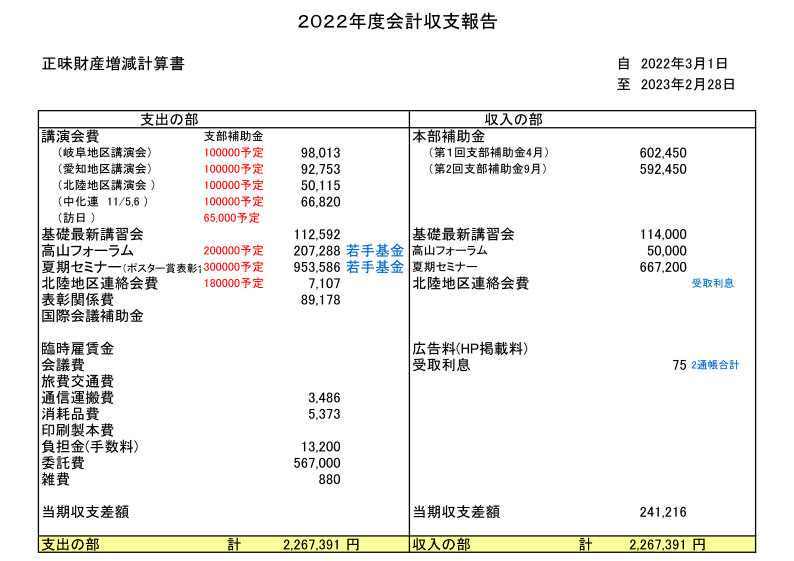 2022年度会計収支報告
正味財産増減計算書 自 2022年3月1日
至 2023年2月28日
支出の部 収入の部
講演会費 支部補助金 本部補助金
（岐阜地区講演会） 100000予定 98,013 （第１回支部補助金4月） 602,450
（愛知地区講演会） 100000予定 92,753 （第2回支部補助金9月） 592,450
（北陸地区講演会 ） 100000予定 50,115
（中化連 11/5,6 ） 100000予定 66,820
（訪日 ） 65,000予定
基礎最新講習会 112,592 基礎最新講習会 114,000
高山フォーラム 200000予定 207,288 若手基金 高山フォーラム 50,000
夏期セミナー(ポスター賞表彰含 300000予定 953,586 若手基金 夏期セミナー 667,200
北陸地区連絡会費 180000予定 7,107 北陸地区連絡会費 受取利息
表彰関係費 89,178
国際会議補助金
臨時雇賃金 広告料(HP掲載料)
会議費 受取利息 75 2通帳合計
旅費交通費
通信運搬費 3,486
消耗品費 5,373
印刷製本費
負担金(手数料) 13,200
委託費 567,000
雑費 880
当期収支差額 当期収支差額 241,216
支出の部 計 2,267,391 円 収入の部 計 2,267,391 円